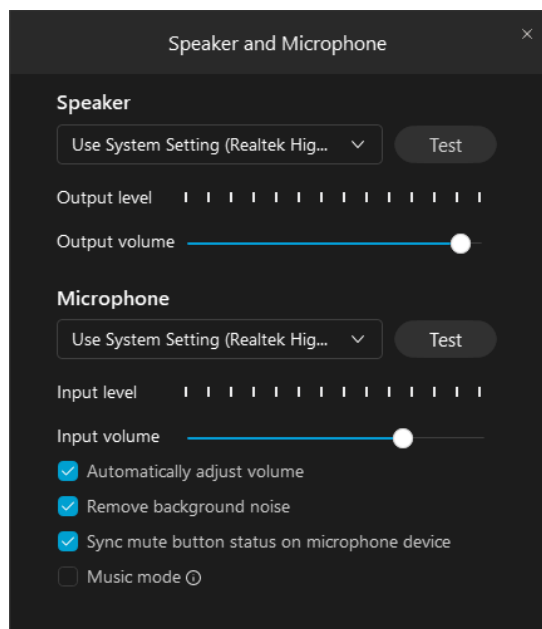 Speaker and Microphone
Speaker
Use System Setting (Realtek Hig... Test
Output level
Output volume
Microphone
Use System Setting (Realtek Hig... Test
Input level
Input volume
Automatically adjust volume
Remove background noise
Sync mute button status on microphone device
Music mode